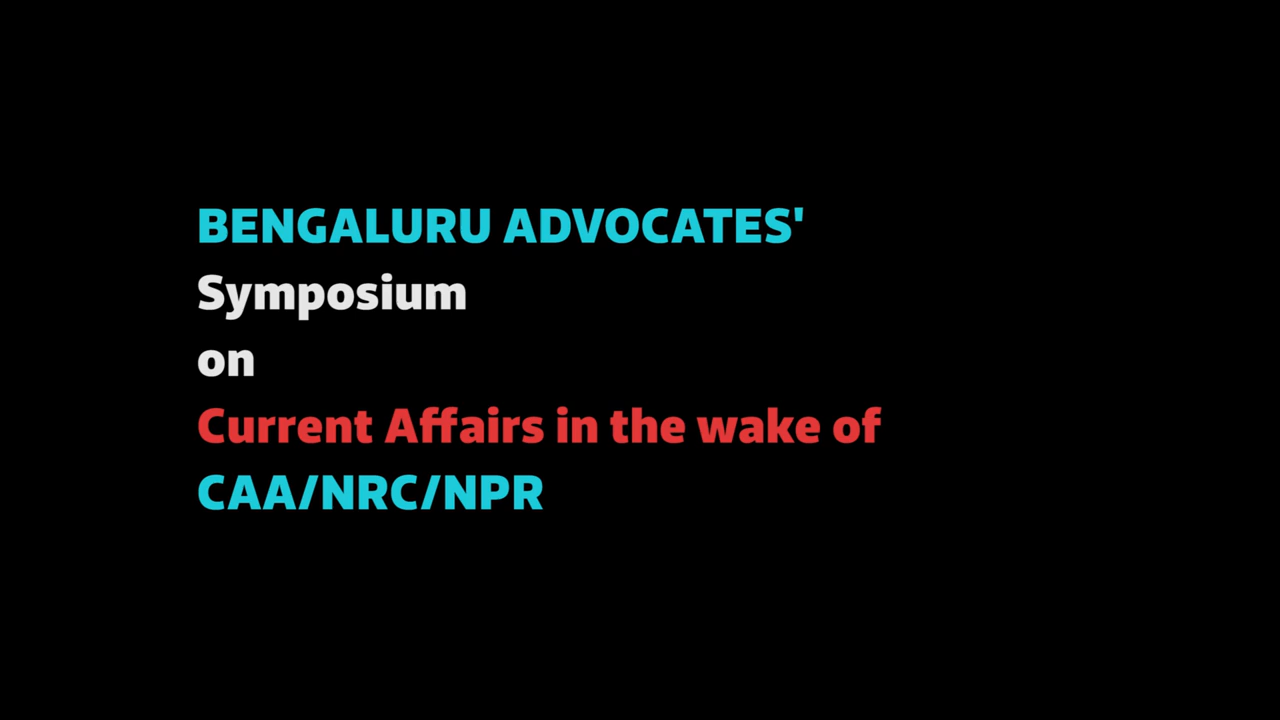 BENGALURU ADVOCATES'
Symposium
on
Current Affairs in the wake of
CAA/NRC/NPR